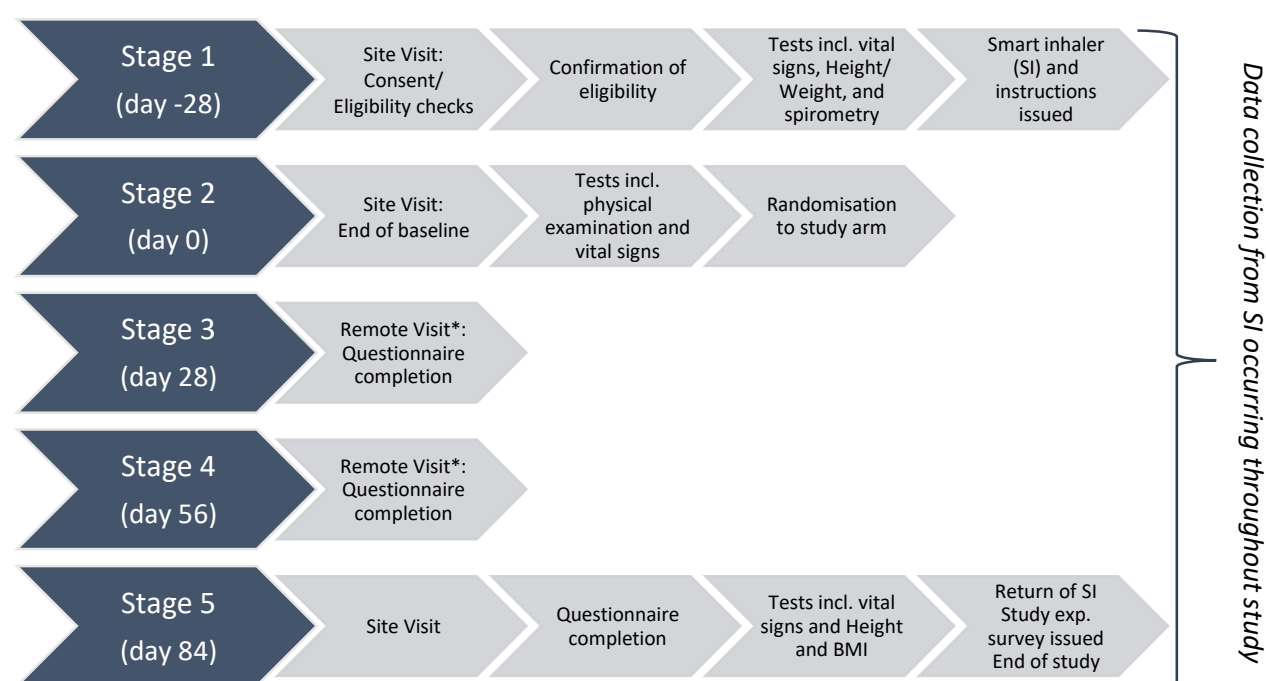 Stage 1
(day -28)
Site Visit:
Consent/
Eligibility checks
Confirmation of
eligibility
Tests incl. vital
signs, Height/
Weight, and
spirometry
Smart inhaler
(SI) and
instructions
issued
Stage 2
(day 0)
Site Visit:
End of baseline
Tests incl.
physical
examination and
vital signs
Randomisation
to study arm
Stage 3
(day 28)
Remote Visit*:
Questionnaire
completion
Stage 4
(day 56)
Remote Visit*:
Questionnaire
completion
Stage 5
(day 84)
Site Visit
Questionnaire
completion
Tests incl. vital
signs and Height
and BMI
Return of SI
Study exp.
survey issued
End of study
Data collection from SI occurring throughout study